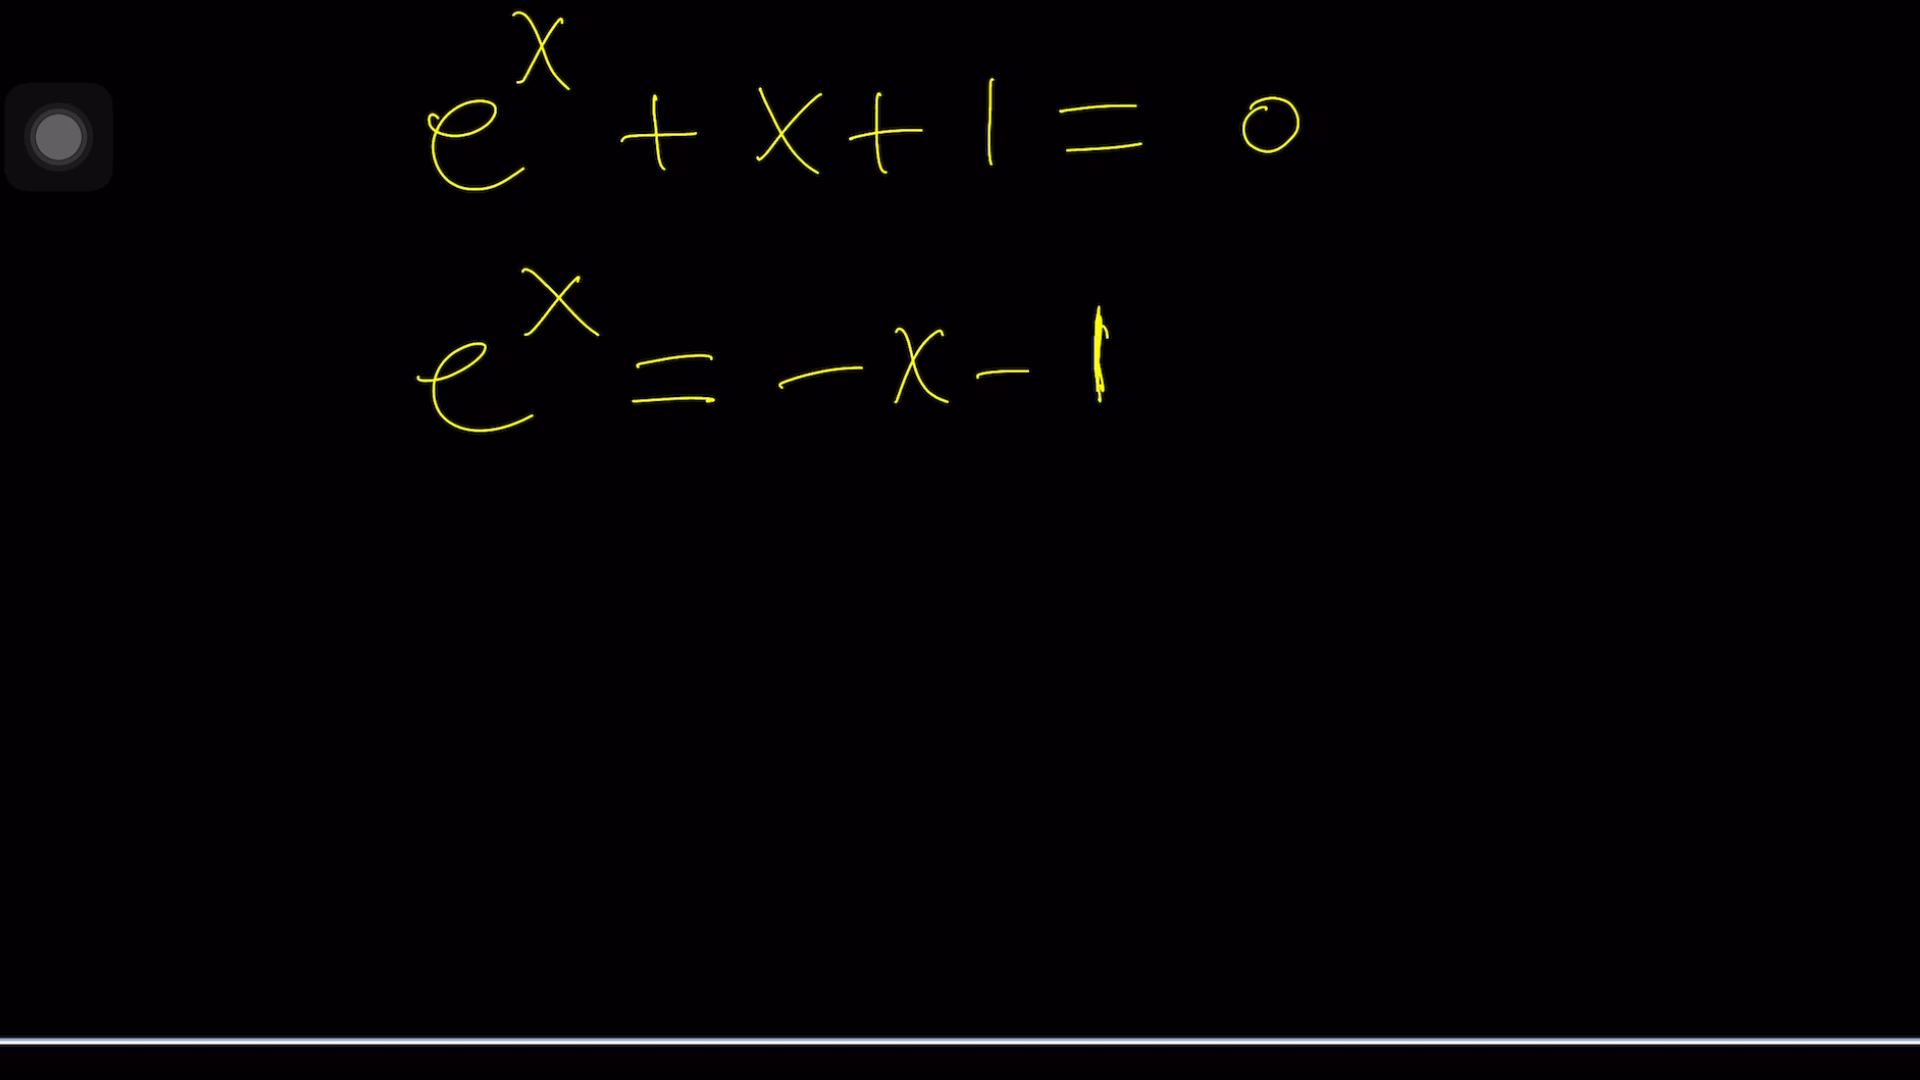 e^x + x + 1 = 0
e^x = -x - 1